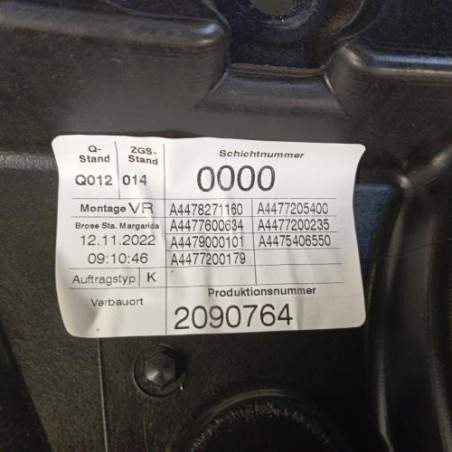 Q-Stand ZGS-Stand Schichtnummer
Q012 014 0000
Montage VR A4478271160 A4477205400
Brose Sta. Margarida A4477600634 A4477200235
12.11.2022 A4479000101 A4475406550
09:10:46 A4477200179
Auftragstyp K
Verbauort Produktionsnummer
2090764